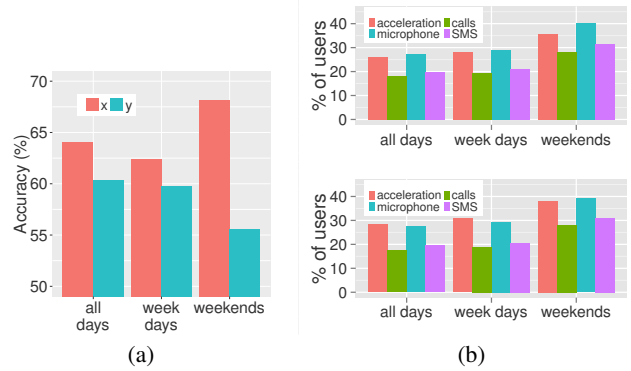 70
65
60
55
50
Accuracy (%)
x y
all
days
week
days
weekends
(a)
40
30
20
10
0
% of users
acceleration calls
microphone SMS
all days week days weekends
40
30
20
10
0
% of users
acceleration calls
microphone SMS
all days week days weekends
(b)